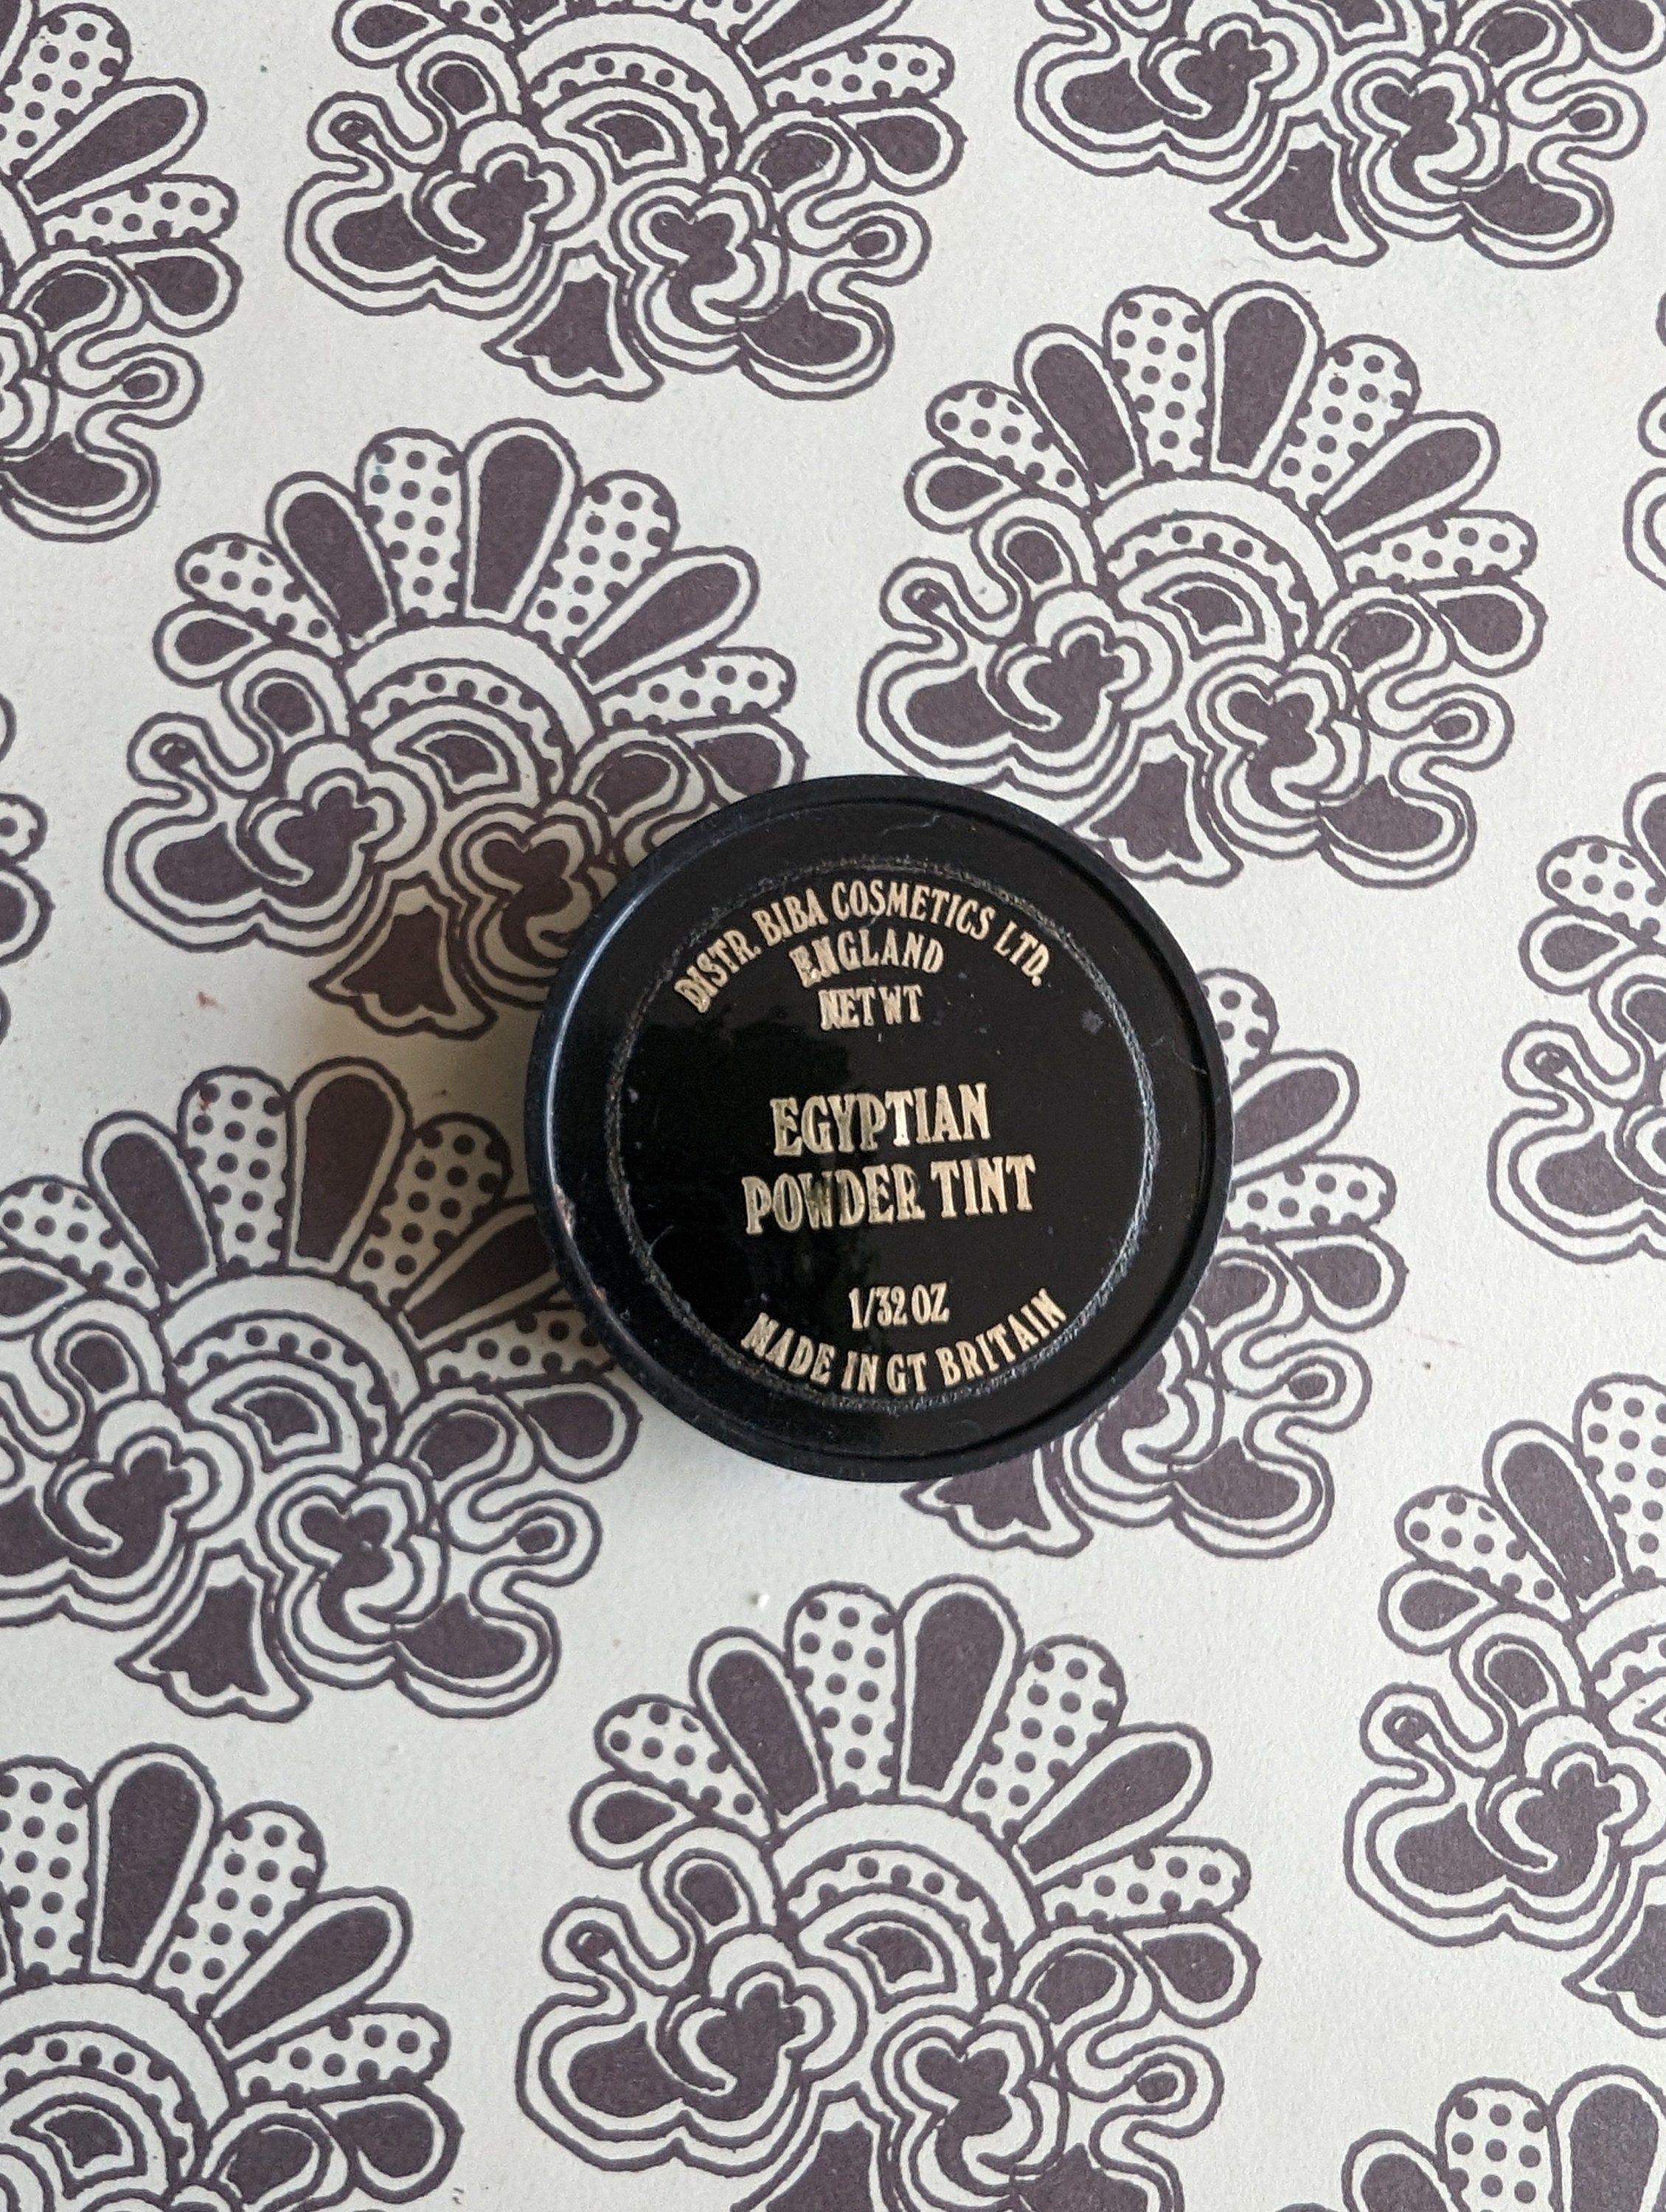 DISTR. BIBA COSMETICS LTD.
ENGLAND
NET WT
EGYPTIAN
POWDER TINT
1/32 OZ
MADE IN GT BRITAIN